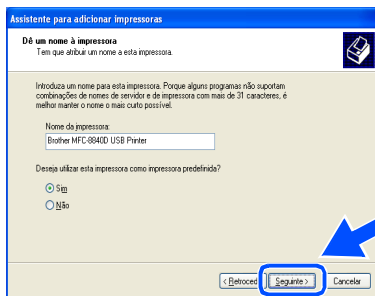 Assistente para adicionar impressoras
Dê um nome à impressora
Tem que atribuir um nome a esta impressora.
Introduza um nome para esta impressora. Porque alguns programas não suportam
combinações de nomes de servidor e de impressora com mais de 31 caracteres, é
melhor manter o nome o mais curto possível.
Nome da impressora:
Brother MFC-8840D USB Printer
Deseja utilizar esta impressora como impressora predefinida?
Sim
Não
< Retroced
Seguinte >
Cancelar